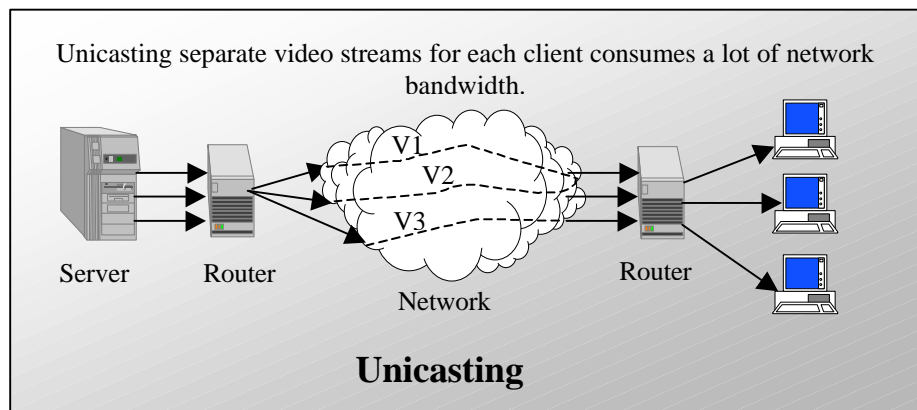 Unicasting separate video streams for each client consumes a lot of network
bandwidth.
V1
V2
V3
Server
Router
Network
Router
Unicasting